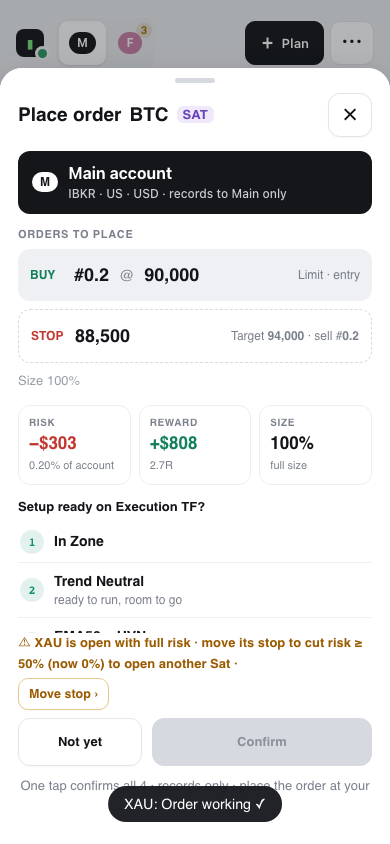 M
F
3
+ Plan
...
Place order BTC SAT
M
Main account
IBKR · US · USD · records to Main only
ORDERS TO PLACE
BUY #0.2 @ 90,000 Limit · entry
STOP 88,500 Target 94,000 · sell #0.2
Size 100%
RISK
−$303
0.20% of account
REWARD
+$808
2.7R
SIZE
100%
full size
Setup ready on Execution TF?
1 In Zone
2 Trend Neutral
ready to run, room to go
⚠ XAU is open with full risk · move its stop to cut risk ≥
50% (now 0%) to open another Sat ·
Move stop ›
Not yet
Confirm
One tap confirms all 4 · records only · place the order at your
XAU: Order working ✓